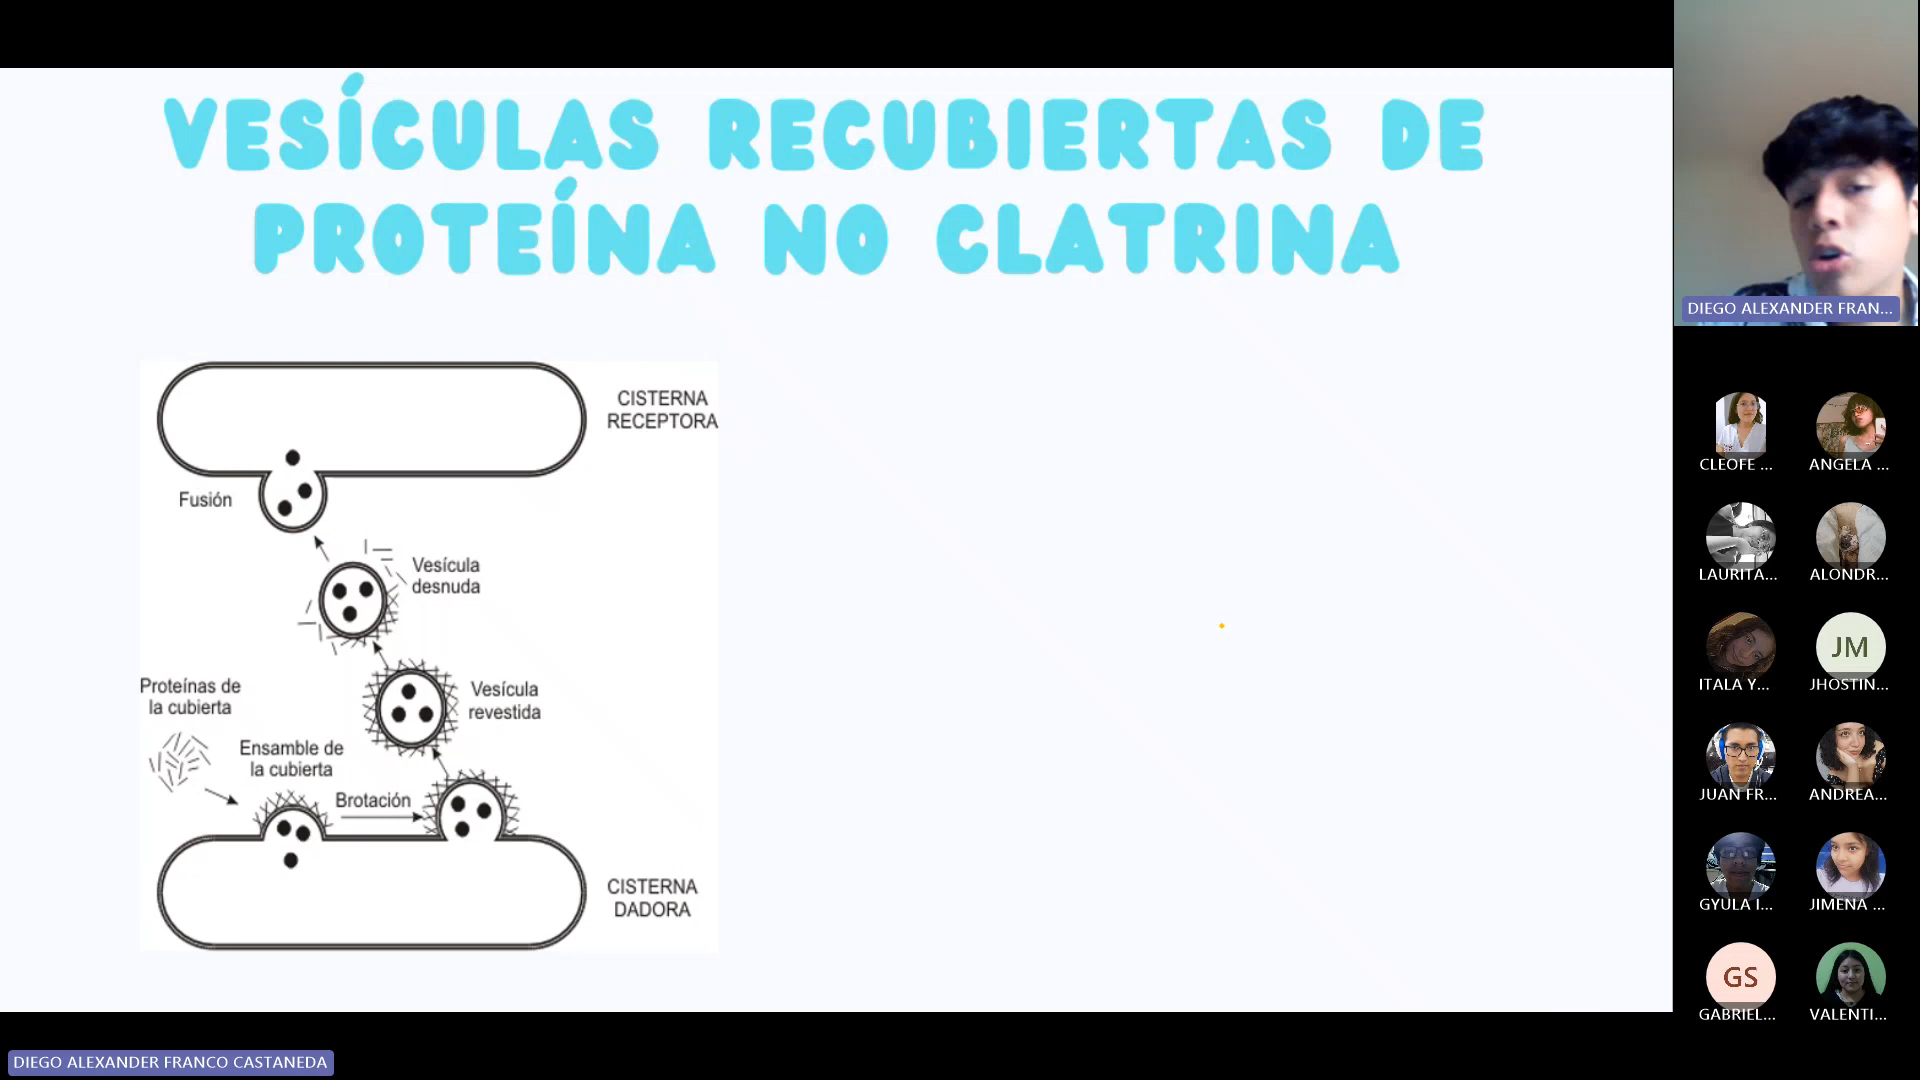 VESÍCULAS RECUBIERTAS DE
PROTEÍNA NO CLATRINA
CISTERNA
RECEPTORA
Fusión
Vesícula
desnuda
Proteínas de
la cubierta
Vesícula
revestida
Ensamble de
la cubierta
Brotación
CISTERNA
DADORA
DIEGO ALEXANDER FRAN...
CLEOFE ...
ANGELA ...
LAURITA...
ALONDR...
ITALA Y...
JM
JHOSTIN...
JUAN FR...
ANDREA...
GYULA I...
JIMENA ...
GS
GABRIEL...
VALENTI...
DIEGO ALEXANDER FRANCO CASTANEDA